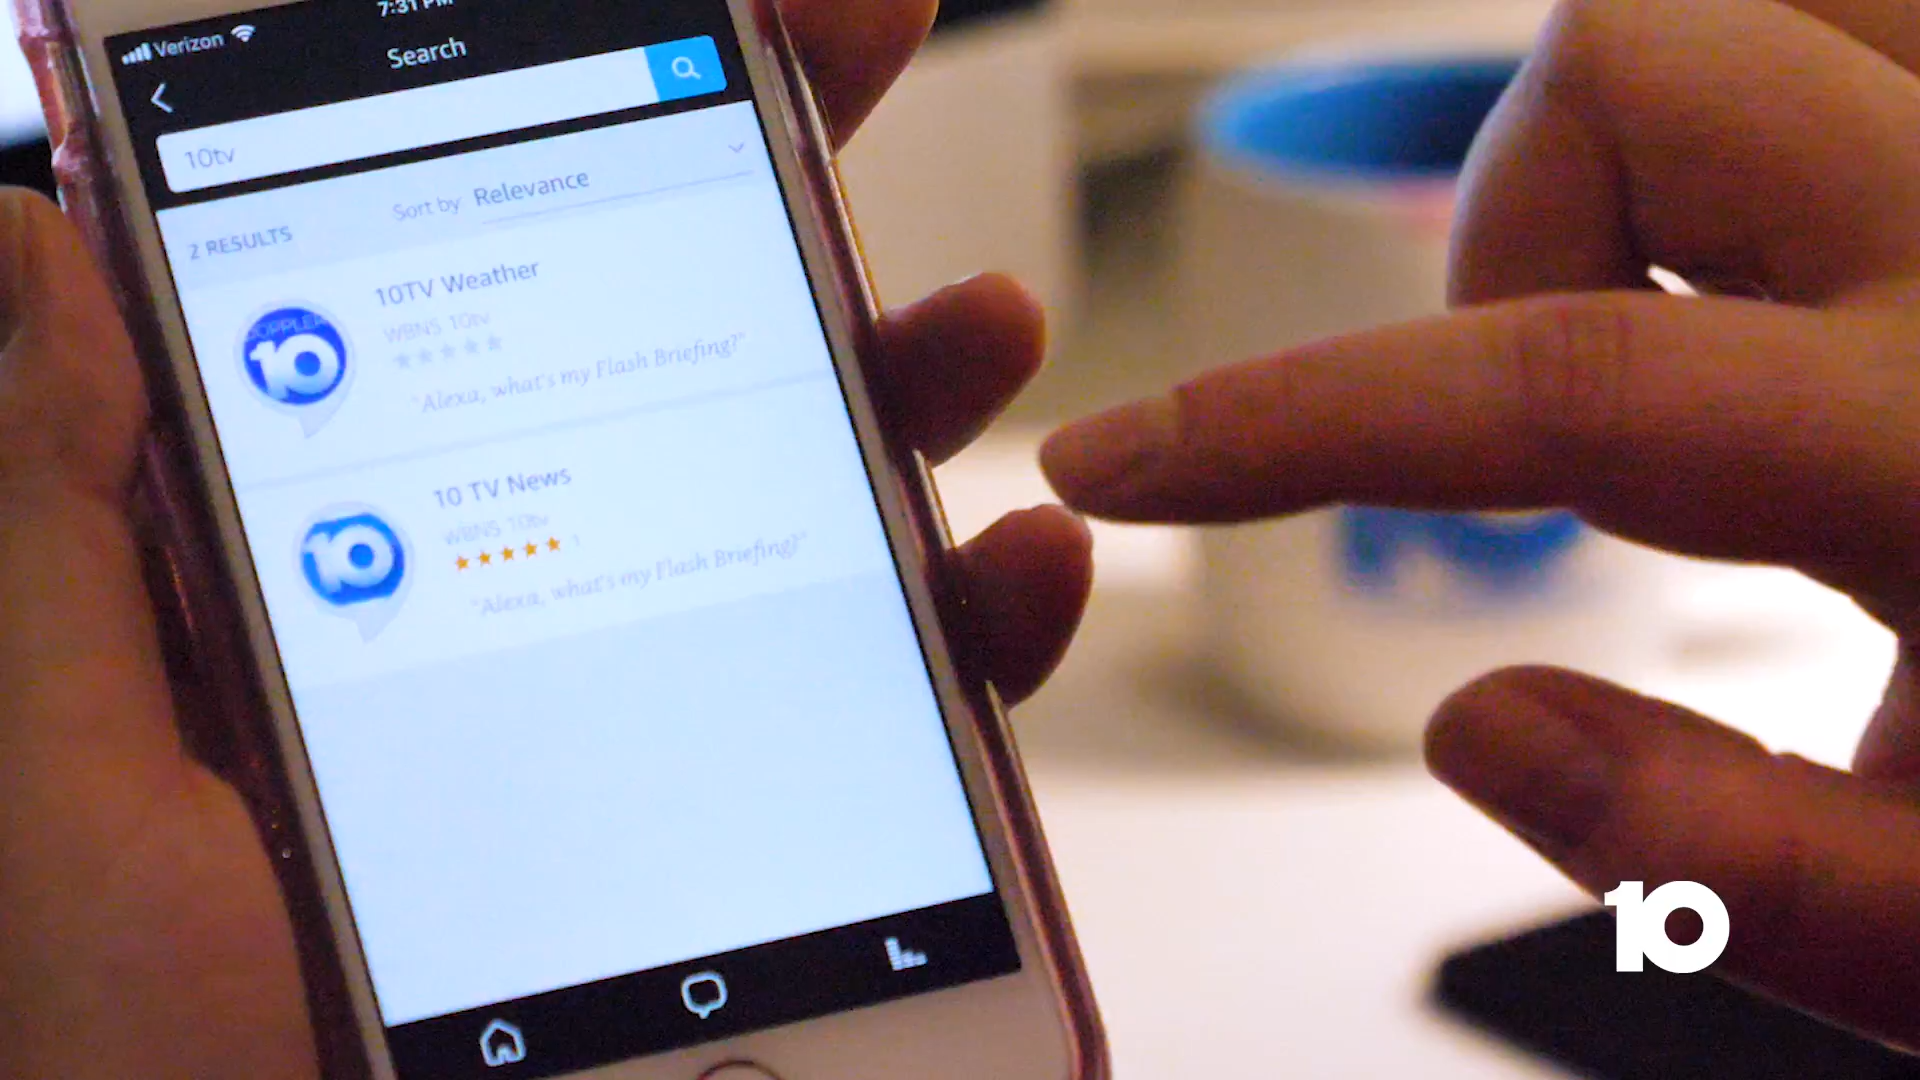 7:31 PM
Verizon
Search
10tv
Sort by Relevance
2 RESULTS
10TV Weather
WBNS 10tv
"Alexa, what's my Flash Briefing?"
DOPPLER
10
10 TV News
WBNS 10tv
1
"Alexa, what's my Flash Briefing?"
10
10